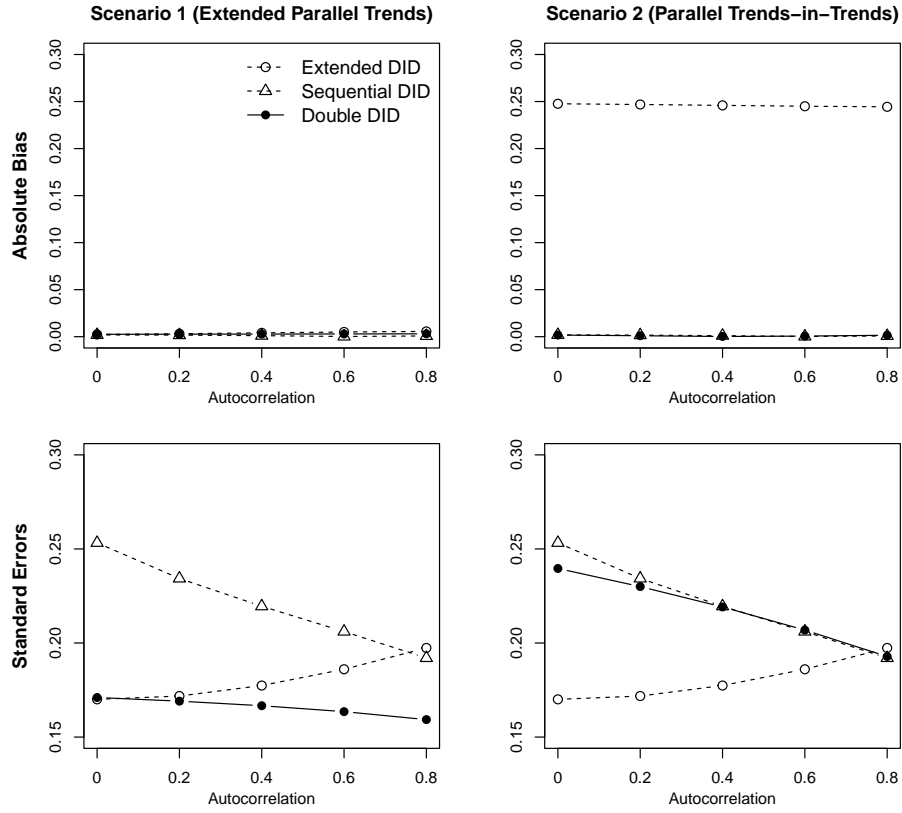 Scenario 1 (Extended Parallel Trends)
Scenario 2 (Parallel Trends−in−Trends)
Absolute Bias
0.30
0.25
0.20
0.15
0.10
0.05
0.00
Extended DID
Sequential DID
Double DID
0 0.2 0.4 0.6 0.8
Autocorrelation
0.30
0.25
0.20
0.15
0.10
0.05
0.00
0 0.2 0.4 0.6 0.8
Autocorrelation
Standard Errors
0.30
0.25
0.20
0.15
0 0.2 0.4 0.6 0.8
Autocorrelation
0.30
0.25
0.20
0.15
0 0.2 0.4 0.6 0.8
Autocorrelation